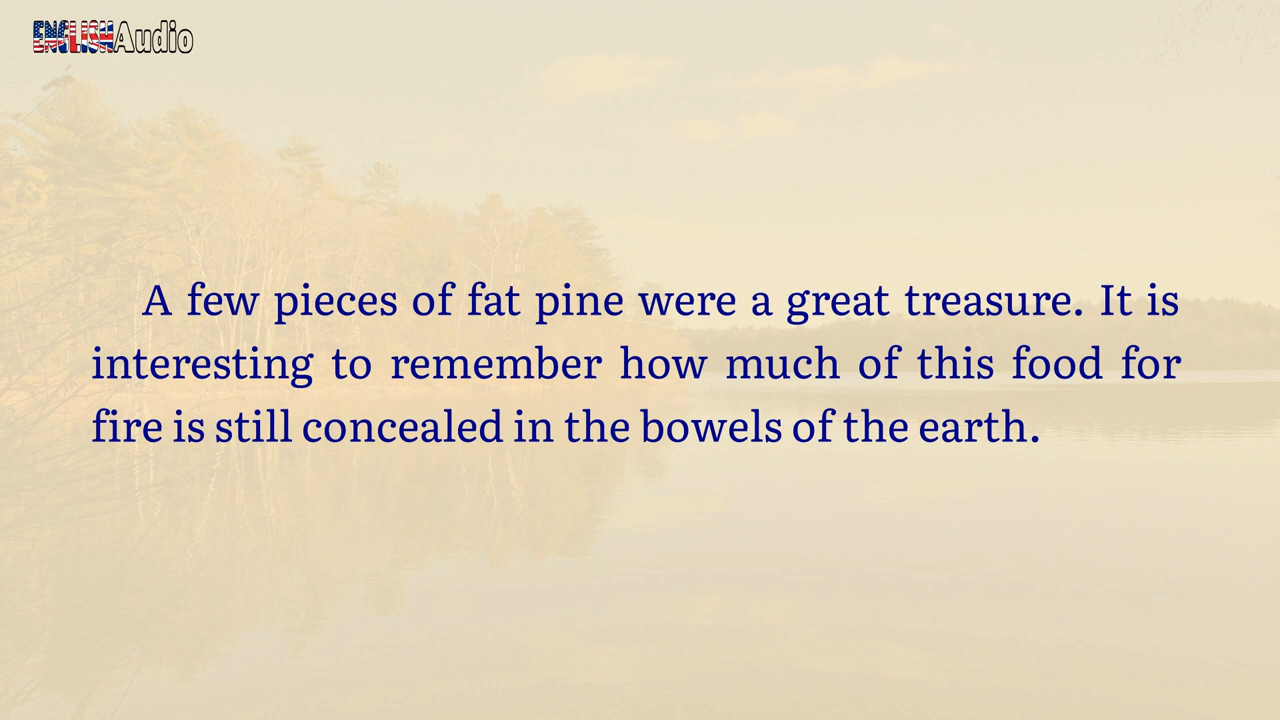 ENGLISHAudio
A few pieces of fat pine were a great treasure. It is
interesting to remember how much of this food for
fire is still concealed in the bowels of the earth.